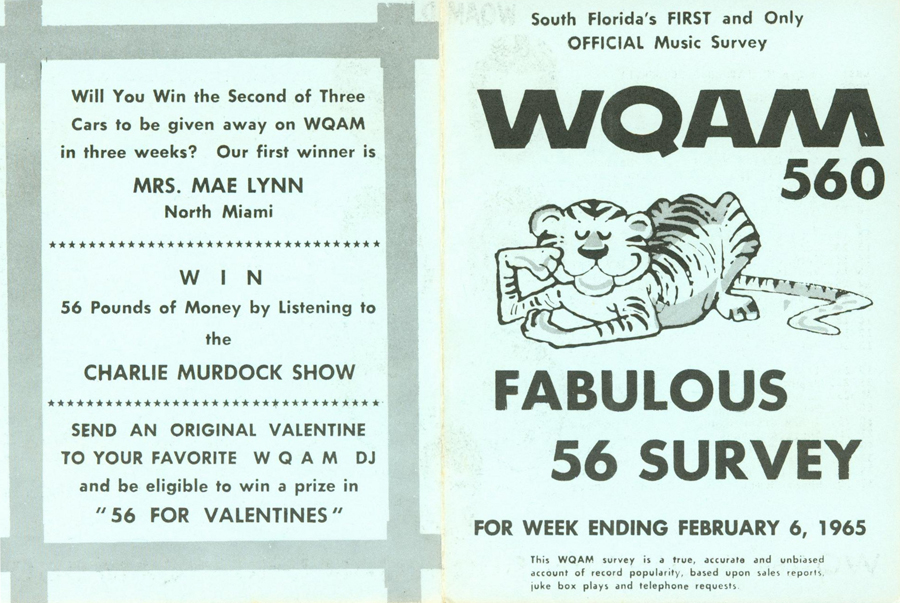 Will You Win the Second of Three
Cars to be given away on WQAM
in three weeks? Our first winner is
MRS. MAE LYNN
North Miami
WIN
56 Pounds of Money by Listening to
the
CHARLIE MURDOCK SHOW
SEND AN ORIGINAL VALENTINE
TO YOUR FAVORITE WQAM DJ
and be eligible to win a prize in
"56 FOR VALENTINES"
South Florida's FIRST and Only
OFFICIAL Music Survey
WQAM
560
FABULOUS
56 SURVEY
FOR WEEK ENDING FEBRUARY 6, 1965
This WQAM survey is a true, accurate and unbiased
account of record popularity, based upon sales reports,
juke box plays and telephone requests.